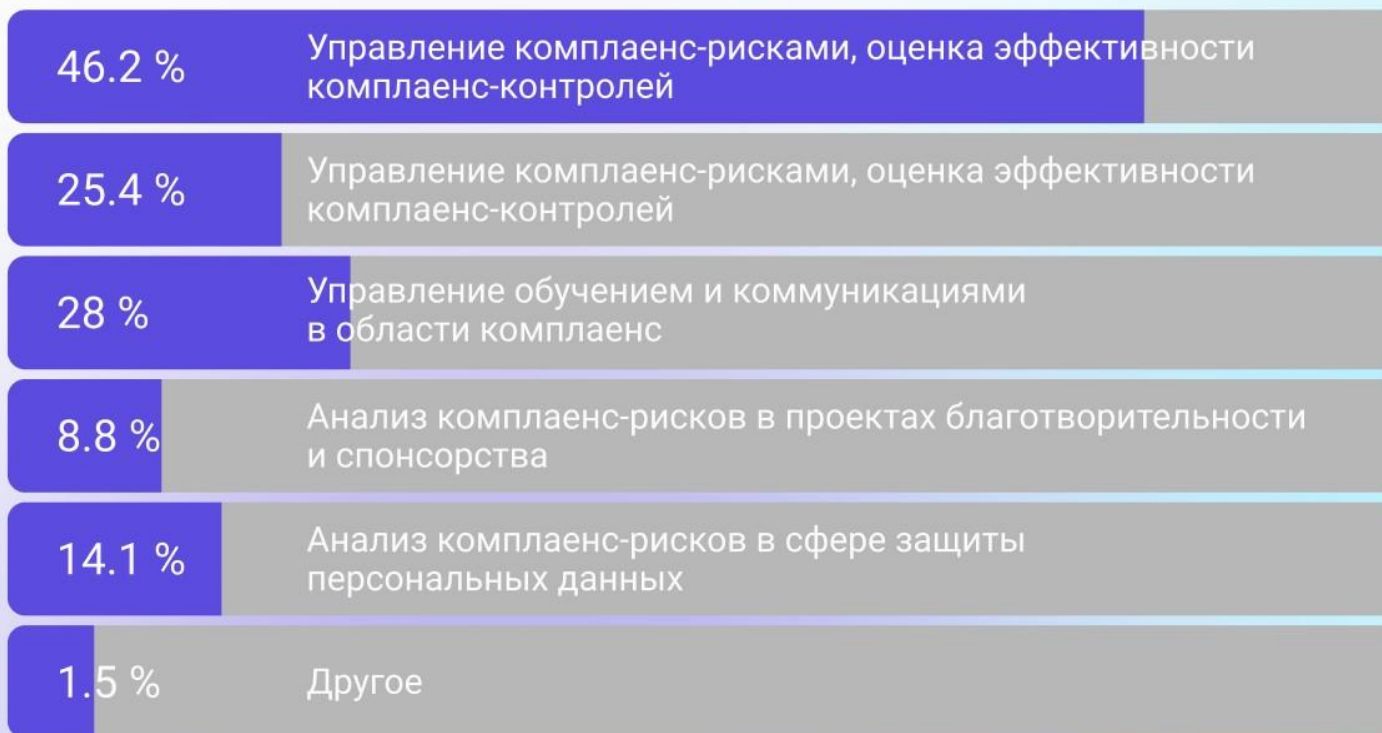 46.2 %
Управление комплаенс-рисками, оценка эффективности
комплаенс-контролей
25.4 %
Управление комплаенс-рисками, оценка эффективности
комплаенс-контролей
28 %
Управление обучением и коммуникациями
в области комплаенс
8.8 %
Анализ комплаенс-рисков в проектах благотворительности
и спонсорства
14.1 %
Анализ комплаенс-рисков в сфере защиты
персональных данных
1.5 %
Другое